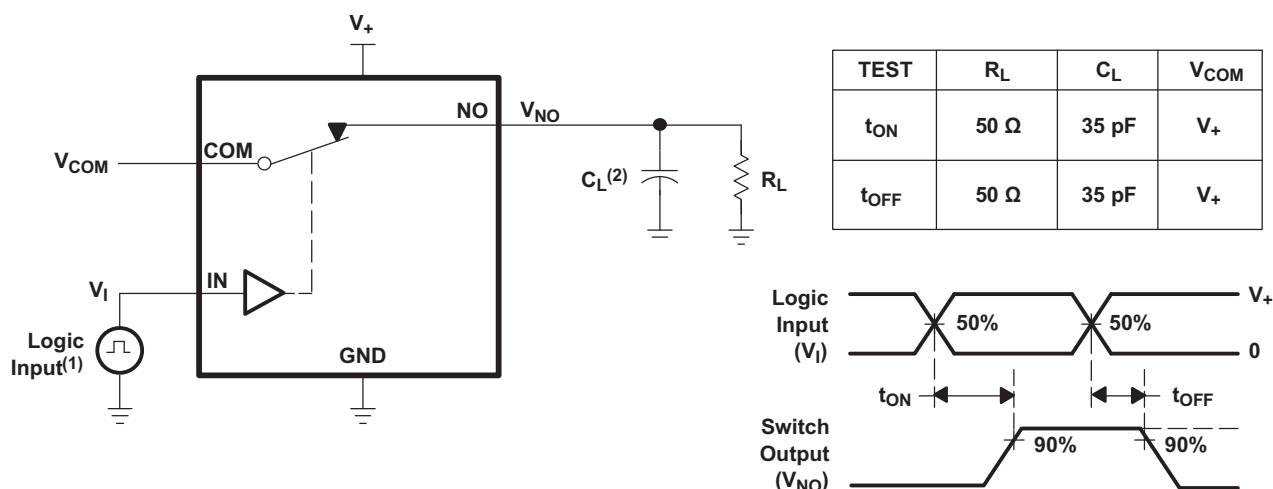 V+
NO
VNO
COM
VCOM
CL(2)
RL
IN
VI
Logic
Input(1)
GND
TEST RL CL VCOM
tON 50 Ω 35 pF V+
tOFF 50 Ω 35 pF V+
Logic
Input
(VI)
50%
50%
V+
0
tON
tOFF
Switch
Output
(VNO)
90%
90%